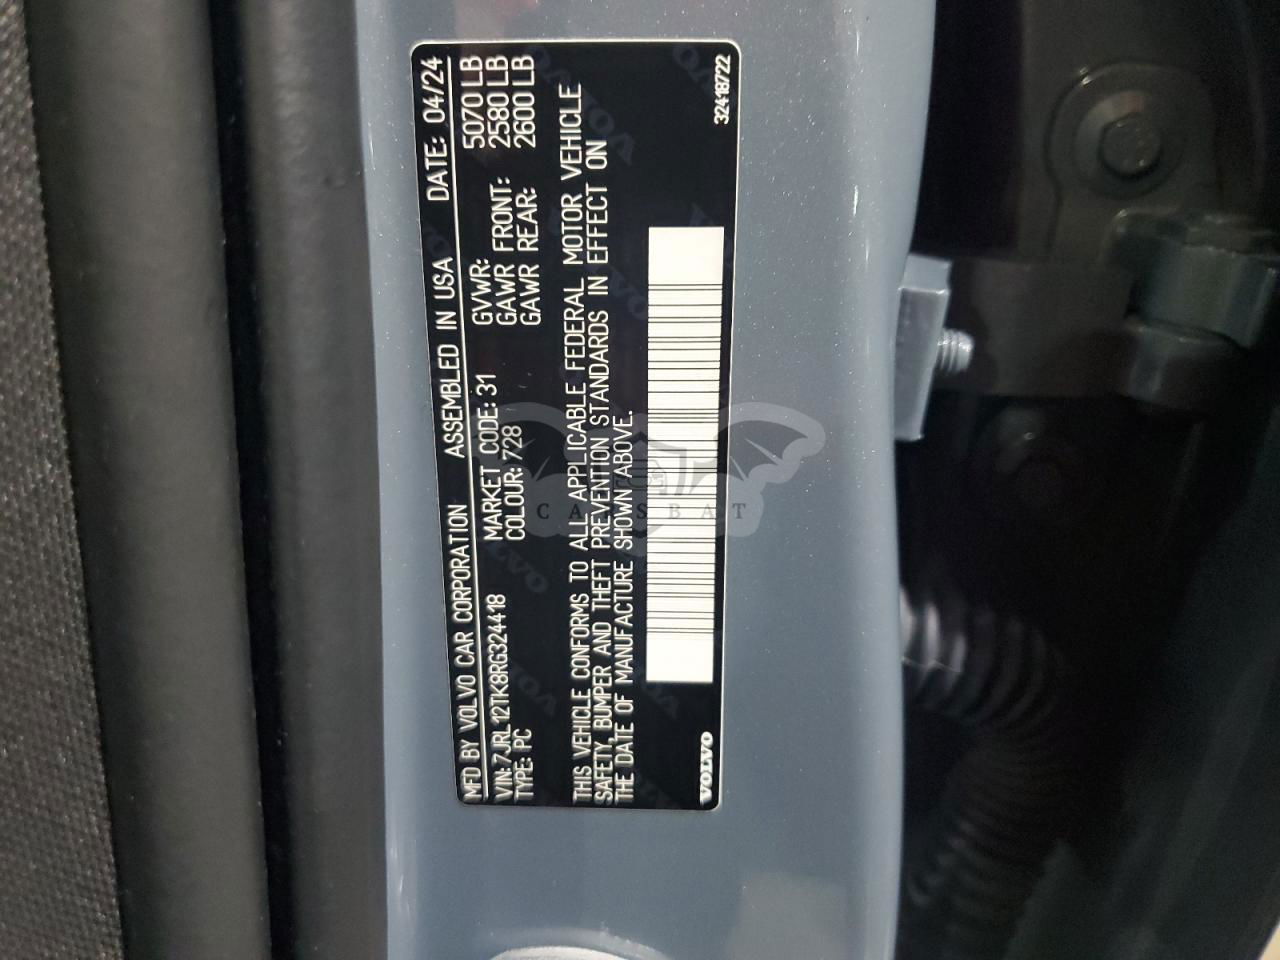 MFD BY VOLVO CAR CORPORATION ASSEMBLED IN USA DATE: 04/24
VIN: 7JRL12TK8RG324418 MARKET CODE: 31 GVWR: 5070 LB
TYPE: PC COLOUR: 728 GAWR FRONT: 2580 LB
GAWR REAR: 2600 LB
THIS VEHICLE CONFORMS TO ALL APPLICABLE FEDERAL MOTOR VEHICLE
SAFETY, BUMPER AND THEFT PREVENTION STANDARDS IN EFFECT ON
THE DATE OF MANUFACTURE SHOWN ABOVE.
VOLVO 32418722
CARSBAT